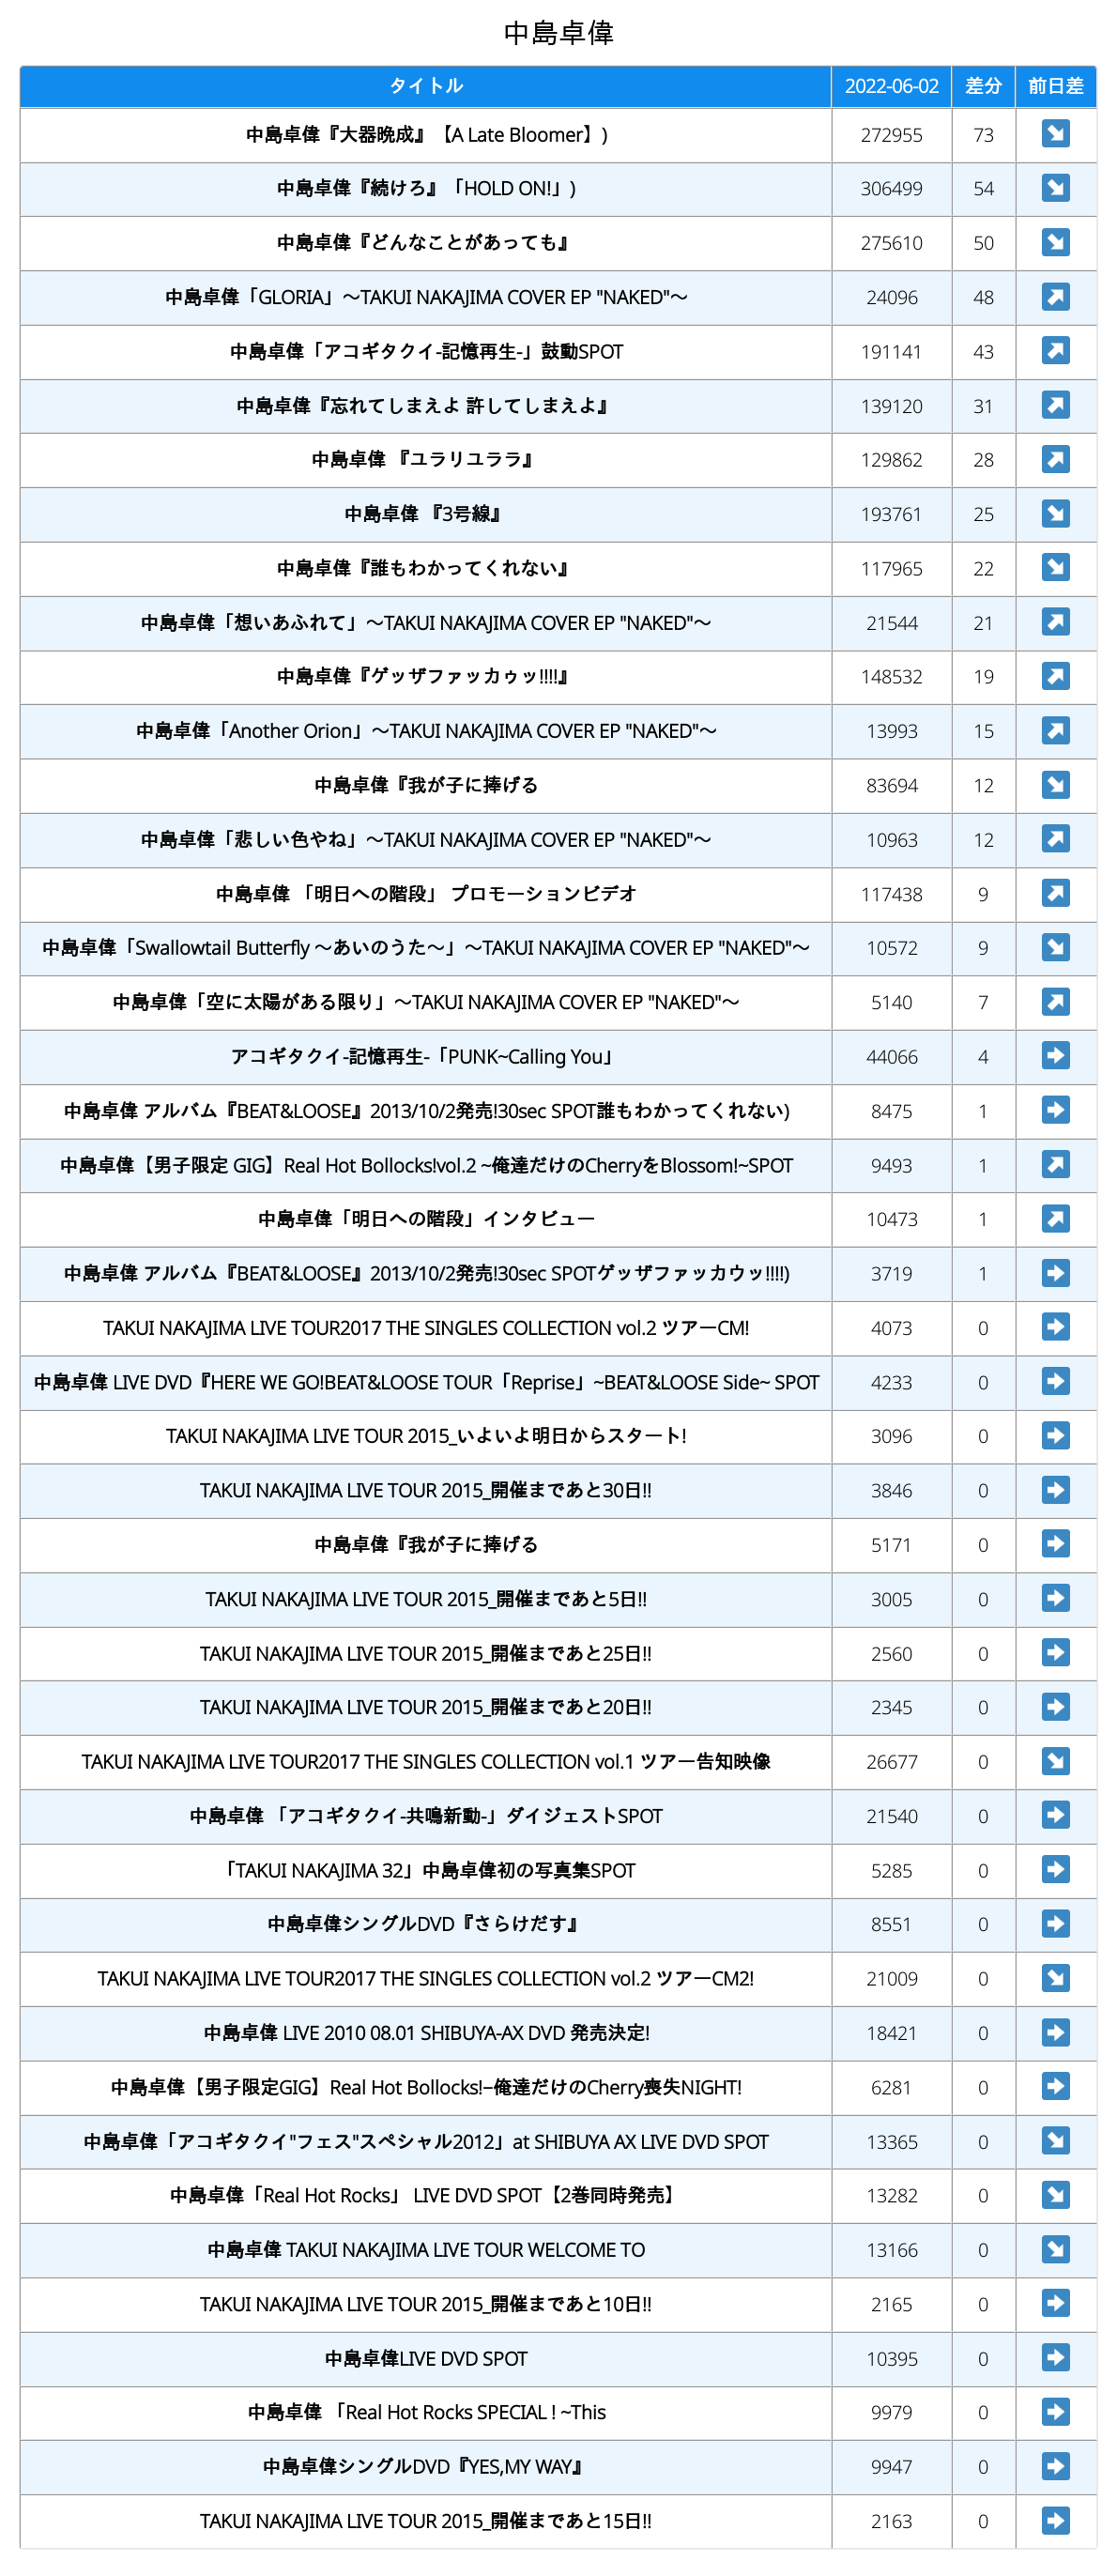 中島卓偉
タイトル 2022-06-02 差分 前日差
中島卓偉『大器晩成』【A Late Bloomer】) 272955 73 ↘
中島卓偉『続けろ』「HOLD ON!」) 306499 54 ↘
中島卓偉『どんなことがあっても』 275610 50 ↘
中島卓偉「GLORIA」〜TAKUI NAKAJIMA COVER EP "NAKED"〜 24096 48 ↗
中島卓偉「アコギタクイ-記憶再生-」鼓動SPOT 191141 43 ↗
中島卓偉『忘れてしまえよ 許してしまえよ』 139120 31 ↗
中島卓偉 『ユラリユララ』 129862 28 ↗
中島卓偉 『3号線』 193761 25 ↘
中島卓偉『誰もわかってくれない』 117965 22 ↘
中島卓偉「想いあふれて」〜TAKUI NAKAJIMA COVER EP "NAKED"〜 21544 21 ↗
中島卓偉『ゲッザファッカゥッ!!!!』 148532 19 ↗
中島卓偉「Another Orion」〜TAKUI NAKAJIMA COVER EP "NAKED"〜 13993 15 ↗
中島卓偉『我が子に捧げる 83694 12 ↘
中島卓偉「悲しい色やね」〜TAKUI NAKAJIMA COVER EP "NAKED"〜 10963 12 ↗
中島卓偉 「明日への階段」 プロモーションビデオ 117438 9 ↗
中島卓偉「Swallowtail Butterfly 〜あいのうた〜」〜TAKUI NAKAJIMA COVER EP "NAKED"〜 10572 9 ↘
中島卓偉「空に太陽がある限り」〜TAKUI NAKAJIMA COVER EP "NAKED"〜 5140 7 ↗
アコギタクイ-記憶再生-「PUNK~Calling You」 44066 4 ➡
中島卓偉 アルバム『BEAT&LOOSE』2013/10/2発売!30sec SPOT誰もわかってくれない) 8475 1 ➡
中島卓偉【男子限定 GIG】Real Hot Bollocks!vol.2 ~俺達だけのCherryをBlossom!~SPOT 9493 1 ↗
中島卓偉「明日への階段」インタビュー 10473 1 ↗
中島卓偉 アルバム『BEAT&LOOSE』2013/10/2発売!30sec SPOTゲッザファッカウッ!!!!) 3719 1 ➡
TAKUI NAKAJIMA LIVE TOUR2017 THE SINGLES COLLECTION vol.2 ツアーCM! 4073 0 ➡
中島卓偉 LIVE DVD『HERE WE GO!BEAT&LOOSE TOUR「Reprise」~BEAT&LOOSE Side~ SPOT 4233 0 ➡
TAKUI NAKAJIMA LIVE TOUR 2015_いよいよ明日からスタート! 3096 0 ➡
TAKUI NAKAJIMA LIVE TOUR 2015_開催まであと30日!! 3846 0 ➡
中島卓偉『我が子に捧げる 5171 0 ➡
TAKUI NAKAJIMA LIVE TOUR 2015_開催まであと5日!! 3005 0 ➡
TAKUI NAKAJIMA LIVE TOUR 2015_開催まであと25日!! 2560 0 ➡
TAKUI NAKAJIMA LIVE TOUR 2015_開催まであと20日!! 2345 0 ➡
TAKUI NAKAJIMA LIVE TOUR2017 THE SINGLES COLLECTION vol.1 ツアー告知映像 26677 0 ↘
中島卓偉 「アコギタクイ-共鳴新動-」ダイジェストSPOT 21540 0 ➡
「TAKUI NAKAJIMA 32」中島卓偉初の写真集SPOT 5285 0 ➡
中島卓偉シングルDVD『さらけだす』 8551 0 ➡
TAKUI NAKAJIMA LIVE TOUR2017 THE SINGLES COLLECTION vol.2 ツアーCM2! 21009 0 ↘
中島卓偉 LIVE 2010 08.01 SHIBUYA-AX DVD 発売決定! 18421 0 ➡
中島卓偉【男子限定GIG】Real Hot Bollocks!−俺達だけのCherry喪失NIGHT! 6281 0 ➡
中島卓偉「アコギタクイ"フェス"スペシャル2012」at SHIBUYA AX LIVE DVD SPOT 13365 0 ↘
中島卓偉「Real Hot Rocks」 LIVE DVD SPOT【2巻同時発売】 13282 0 ↘
中島卓偉 TAKUI NAKAJIMA LIVE TOUR WELCOME TO 13166 0 ↘
TAKUI NAKAJIMA LIVE TOUR 2015_開催まであと10日!! 2165 0 ➡
中島卓偉LIVE DVD SPOT 10395 0 ➡
中島卓偉 「Real Hot Rocks SPECIAL ! ~This 9979 0 ➡
中島卓偉シングルDVD『YES,MY WAY』 9947 0 ➡
TAKUI NAKAJIMA LIVE TOUR 2015_開催まであと15日!! 2163 0 ➡